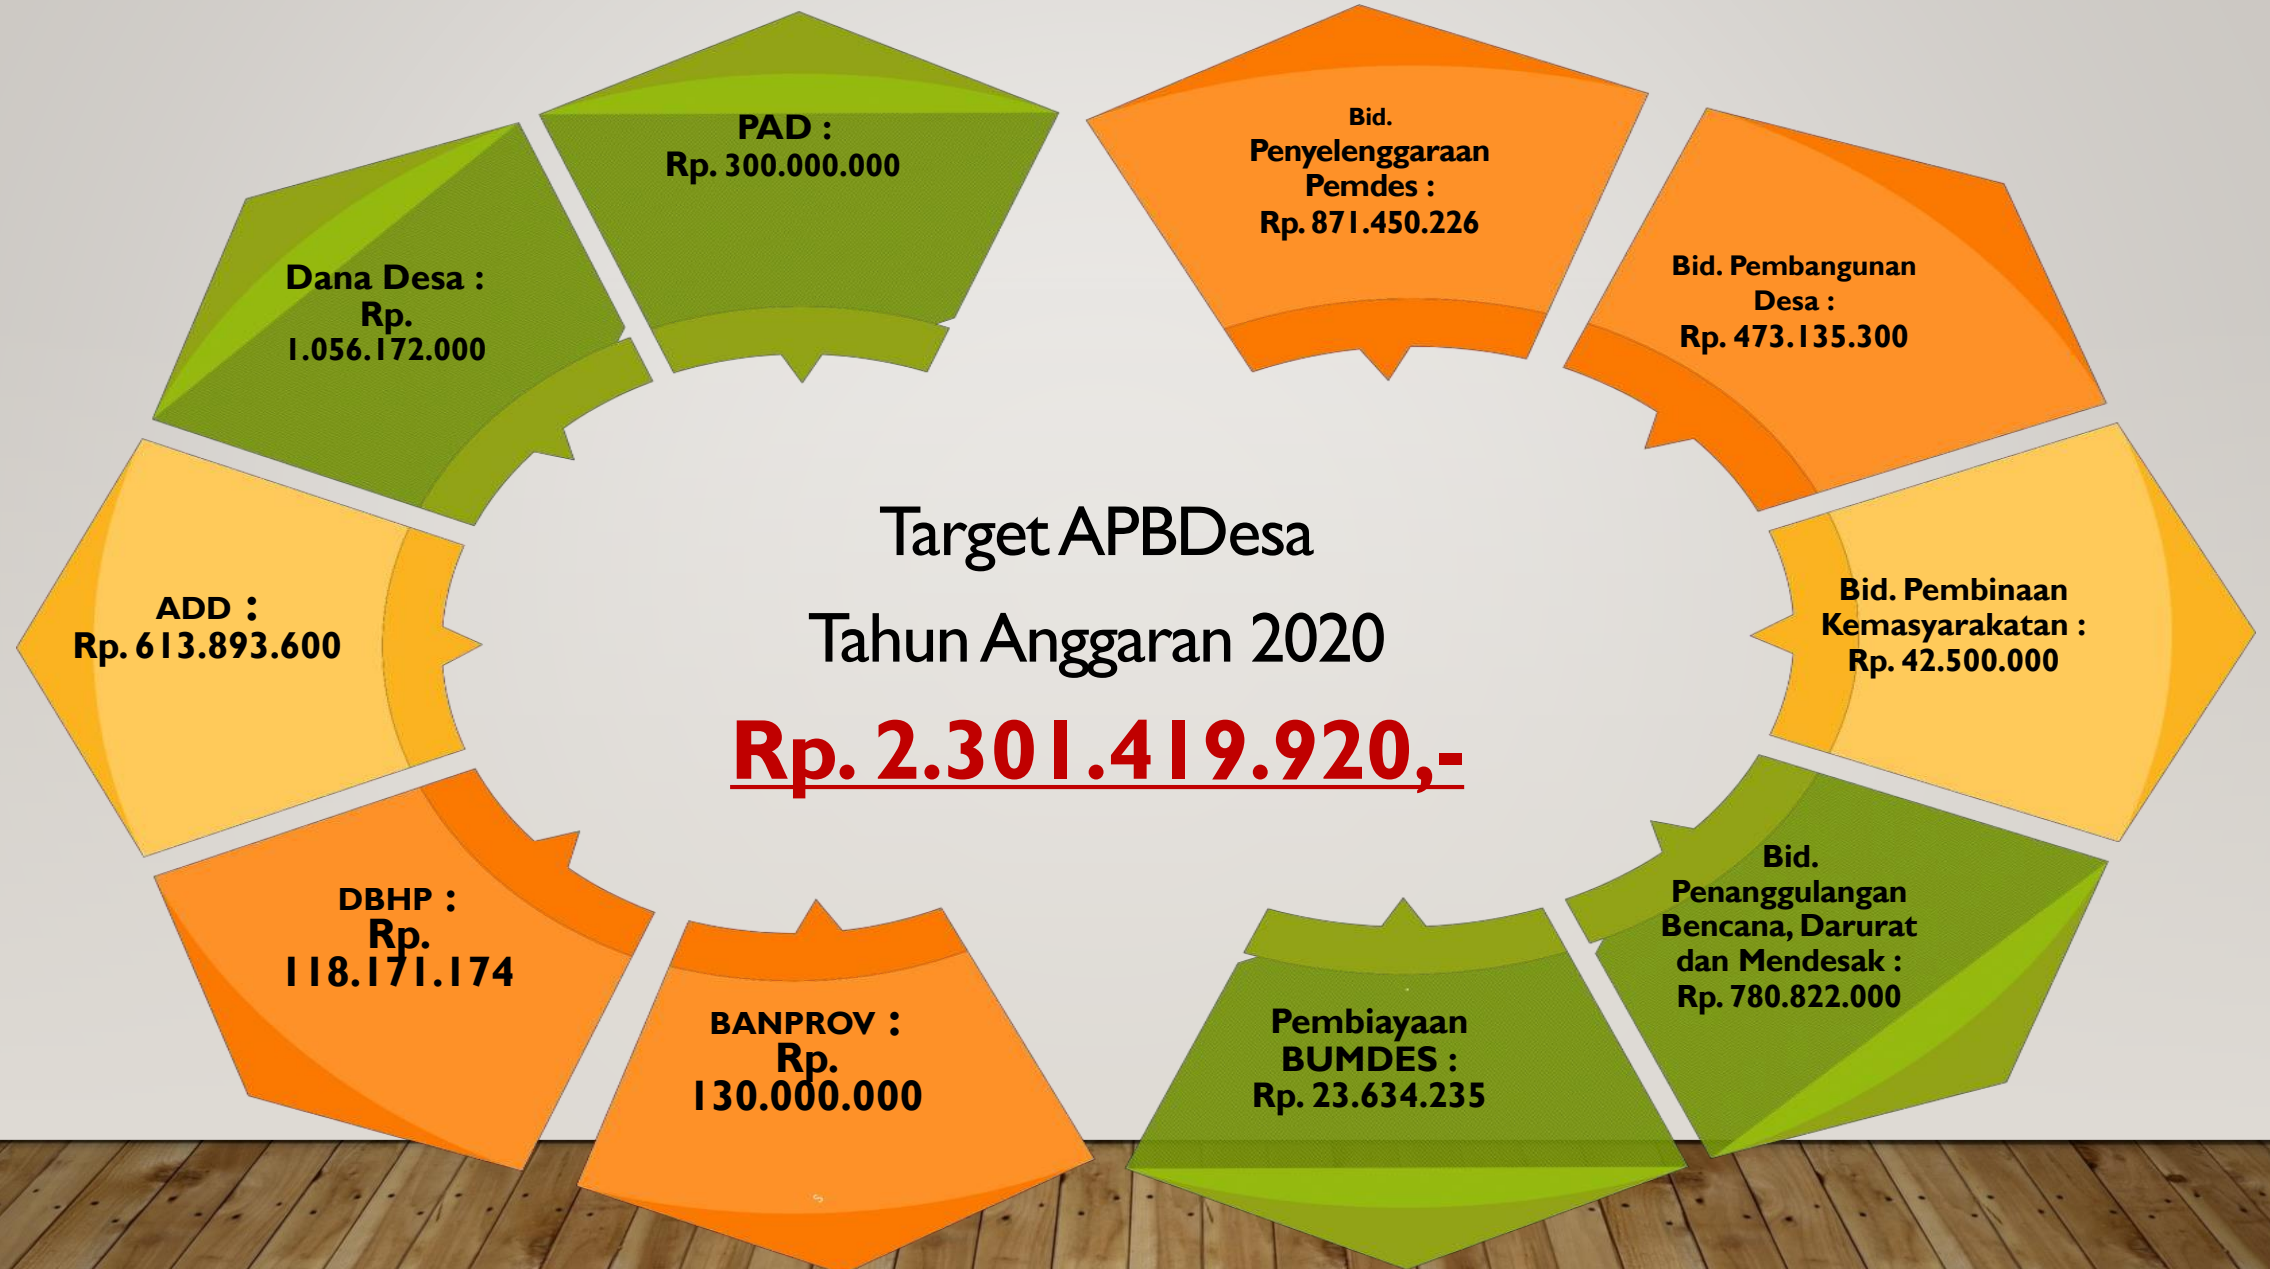 PAD :
Rp. 300.000.000
Bid.
Penyelenggaraan
Pemdes :
Rp. 871.450.226
Dana Desa :
Rp.
1.056.172.000
Bid. Pembangunan
Desa :
Rp. 473.135.300
ADD :
Rp. 613.893.600
Target APBDesa
Tahun Anggaran 2020
Rp. 2.301.419.920,-
Bid. Pembinaan
Kemasyarakatan :
Rp. 42.500.000
DBHP :
Rp.
118.171.174
Bid.
Penanggulangan
Bencana, Darurat
dan Mendesak :
Rp. 780.822.000
BANPROV :
Rp.
130.000.000
s
Pembiayaan
BUMDES :
Rp. 23.634.235